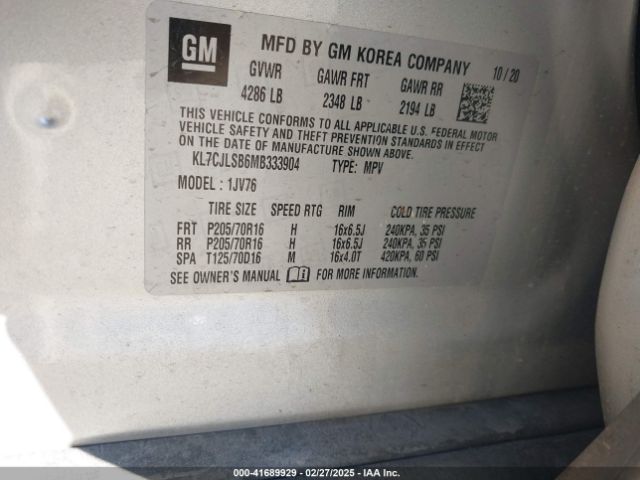 GM
MFD BY GM KOREA COMPANY 10/20
GVWR GAWR FRT GAWR RR
4286 LB 2348 LB 2194 LB
THIS VEHICLE CONFORMS TO ALL APPLICABLE U.S. FEDERAL MOTOR
VEHICLE SAFETY AND THEFT PREVENTION STANDARDS IN EFFECT
ON THE DATE OF MANUFACTURE SHOWN ABOVE.
KL7CJLSB6MB333904 TYPE: MPV
MODEL: 1JV76
TIRE SIZE SPEED RTG RIM COLD TIRE PRESSURE
FRT P205/70R16 H 16x6.5J 240KPA, 35 PSI
RR P205/70R16 H 16x6.5J 240KPA, 35 PSI
SPA T125/70D16 M 16x4.0T 420KPA, 60 PSI
SEE OWNER'S MANUAL FOR MORE INFORMATION.
000-41689929 - 02/27/2025 - IAA Inc.